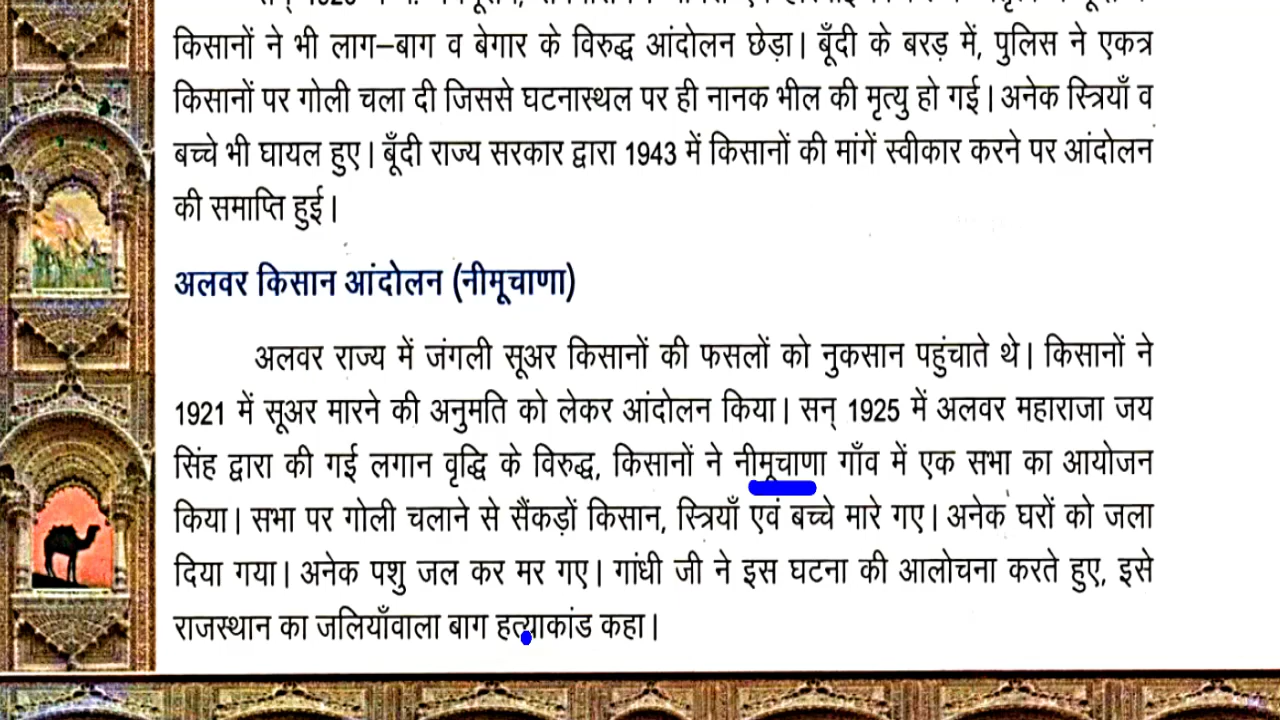 किसानों ने भी लाग–बाग व बेगार के विरुद्ध आंदोलन छेड़ा। बूँदी के बरड़ में, पुलिस ने एकत्र
किसानों पर गोली चला दी जिससे घटनास्थल पर ही नानक भील की मृत्यु हो गई। अनेक स्त्रियाँ व
बच्चे भी घायल हुए। बूँदी राज्य सरकार द्वारा 1943 में किसानों की मांगें स्वीकार करने पर आंदोलन
की समाप्ति हुई।
अलवर किसान आंदोलन (नीमूचाणा)
अलवर राज्य में जंगली सूअर किसानों की फसलों को नुकसान पहुंचाते थे। किसानों ने
1921 में सूअर मारने की अनुमति को लेकर आंदोलन किया। सन् 1925 में अलवर महाराजा जय
सिंह द्वारा की गई लगान वृद्धि के विरुद्ध, किसानों ने नीमूचाणा गाँव में एक सभा का आयोजन
किया। सभा पर गोली चलाने से सैंकड़ों किसान, स्त्रियाँ एवं बच्चे मारे गए। अनेक घरों को जला
दिया गया। अनेक पशु जल कर मर गए। गांधी जी ने इस घटना की आलोचना करते हुए, इसे
राजस्थान का जलियाँवाला बाग हत्याकांड कहा।